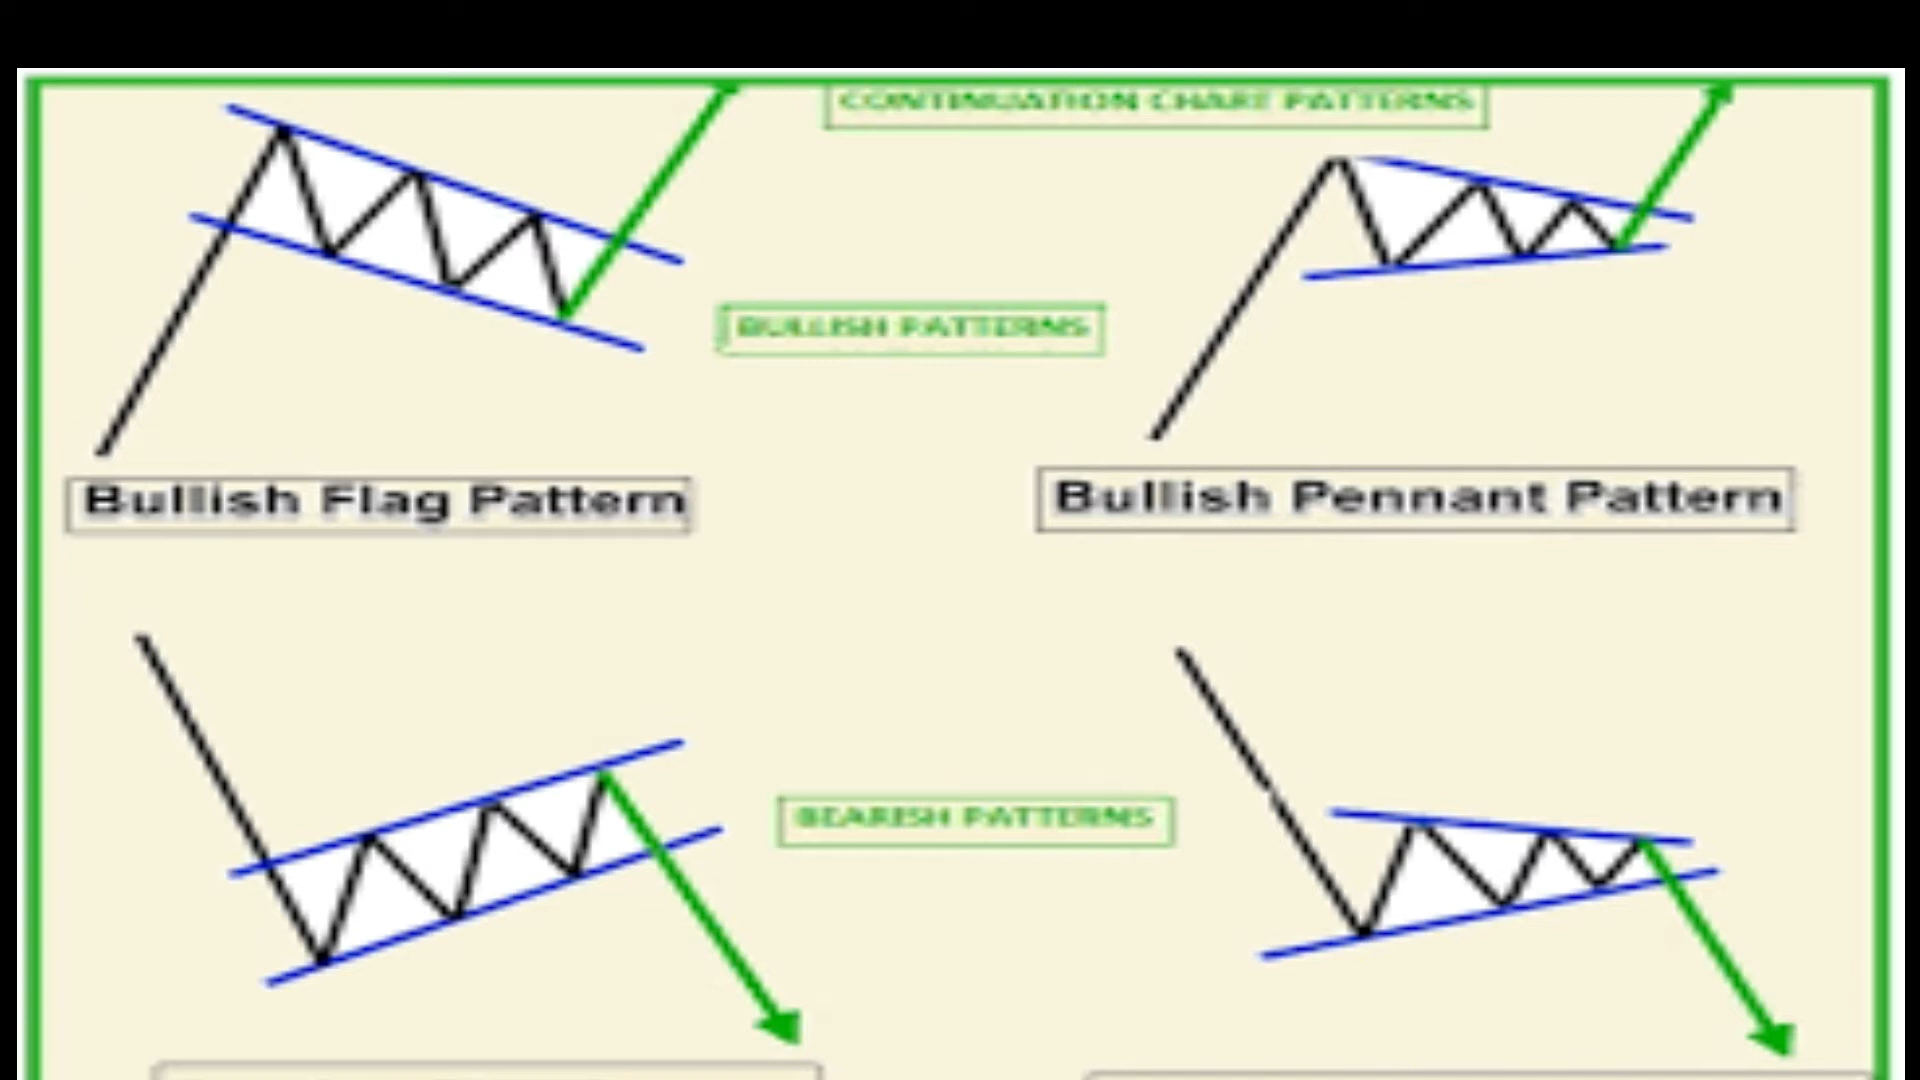 CONTINUATION CHART PATTERNS
BULLISH PATTERNS
Bullish Flag Pattern
Bullish Pennant Pattern
BEARISH PATTERNS